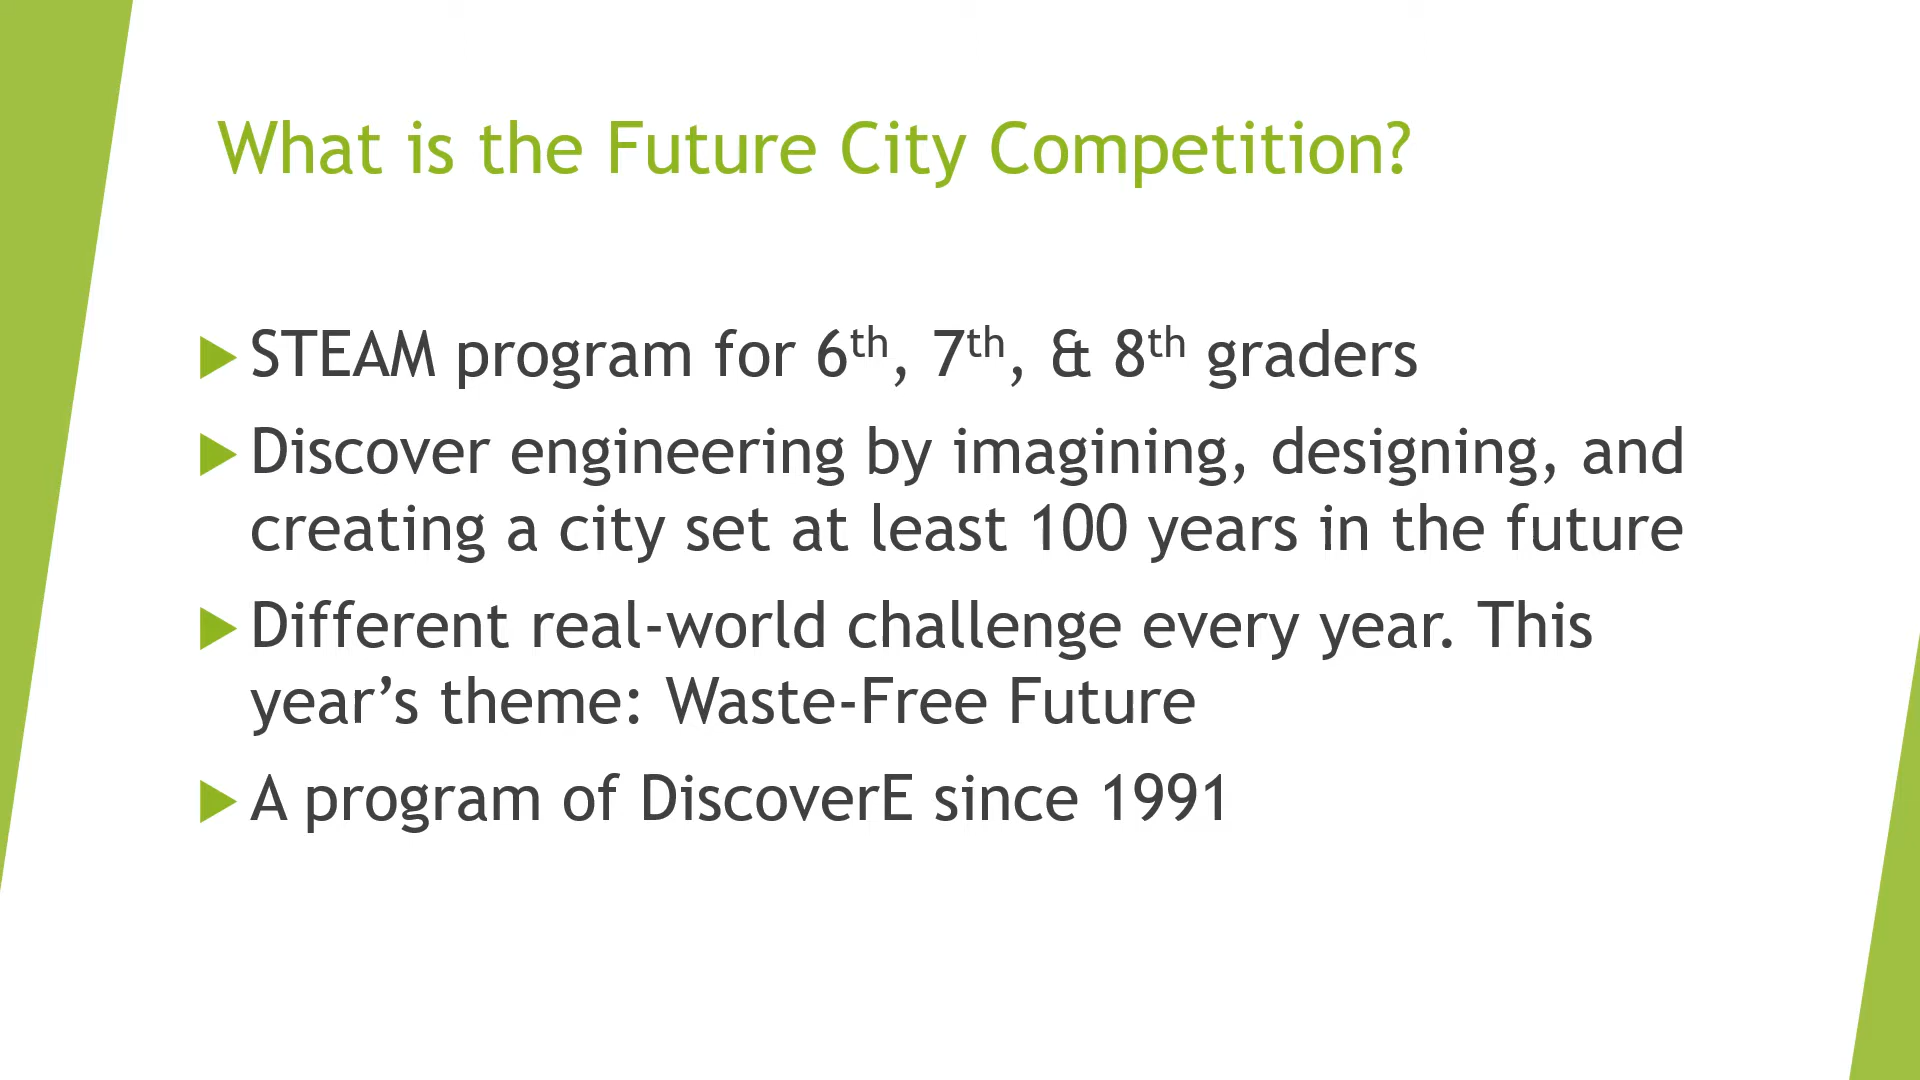 What is the Future City Competition?
STEAM program for 6th, 7th, & 8th graders
Discover engineering by imagining, designing, and
creating a city set at least 100 years in the future
Different real-world challenge every year. This
year’s theme: Waste-Free Future
A program of DiscoverE since 1991